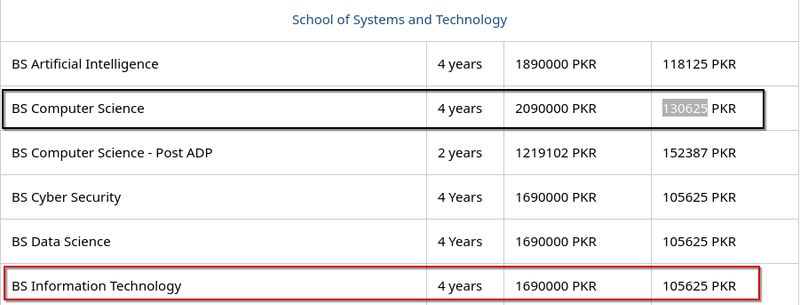 School of Systems and Technology
BS Artificial Intelligence 4 years 1890000 PKR 118125 PKR
BS Computer Science 4 years 2090000 PKR 130625 PKR
BS Computer Science - Post ADP 2 years 1219102 PKR 152387 PKR
BS Cyber Security 4 Years 1690000 PKR 105625 PKR
BS Data Science 4 Years 1690000 PKR 105625 PKR
BS Information Technology 4 years 1690000 PKR 105625 PKR